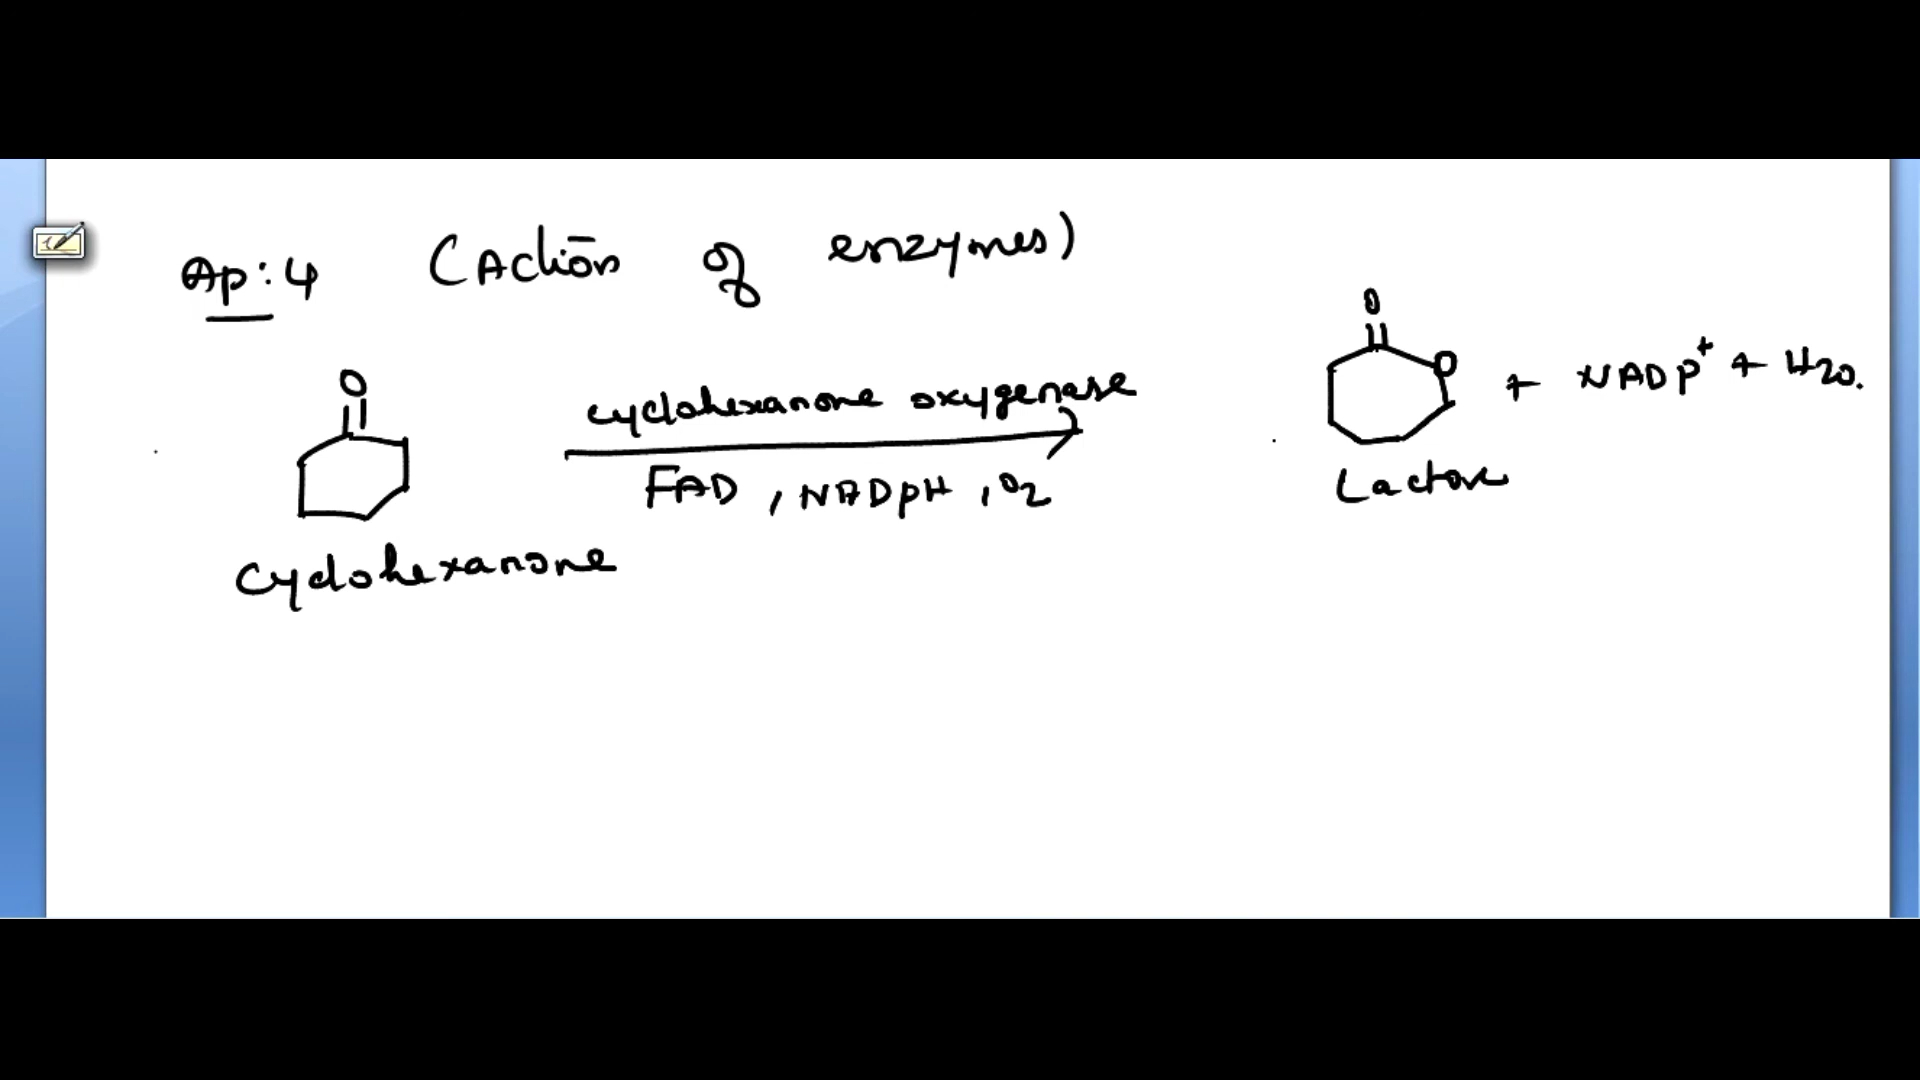 Ap: 4 (Action of enzymes)
O
cyclohexanone oxygenase
FAD, NADPH, O2
Cyclohexanone
O
O + NADP+ + H2O.
Lactone